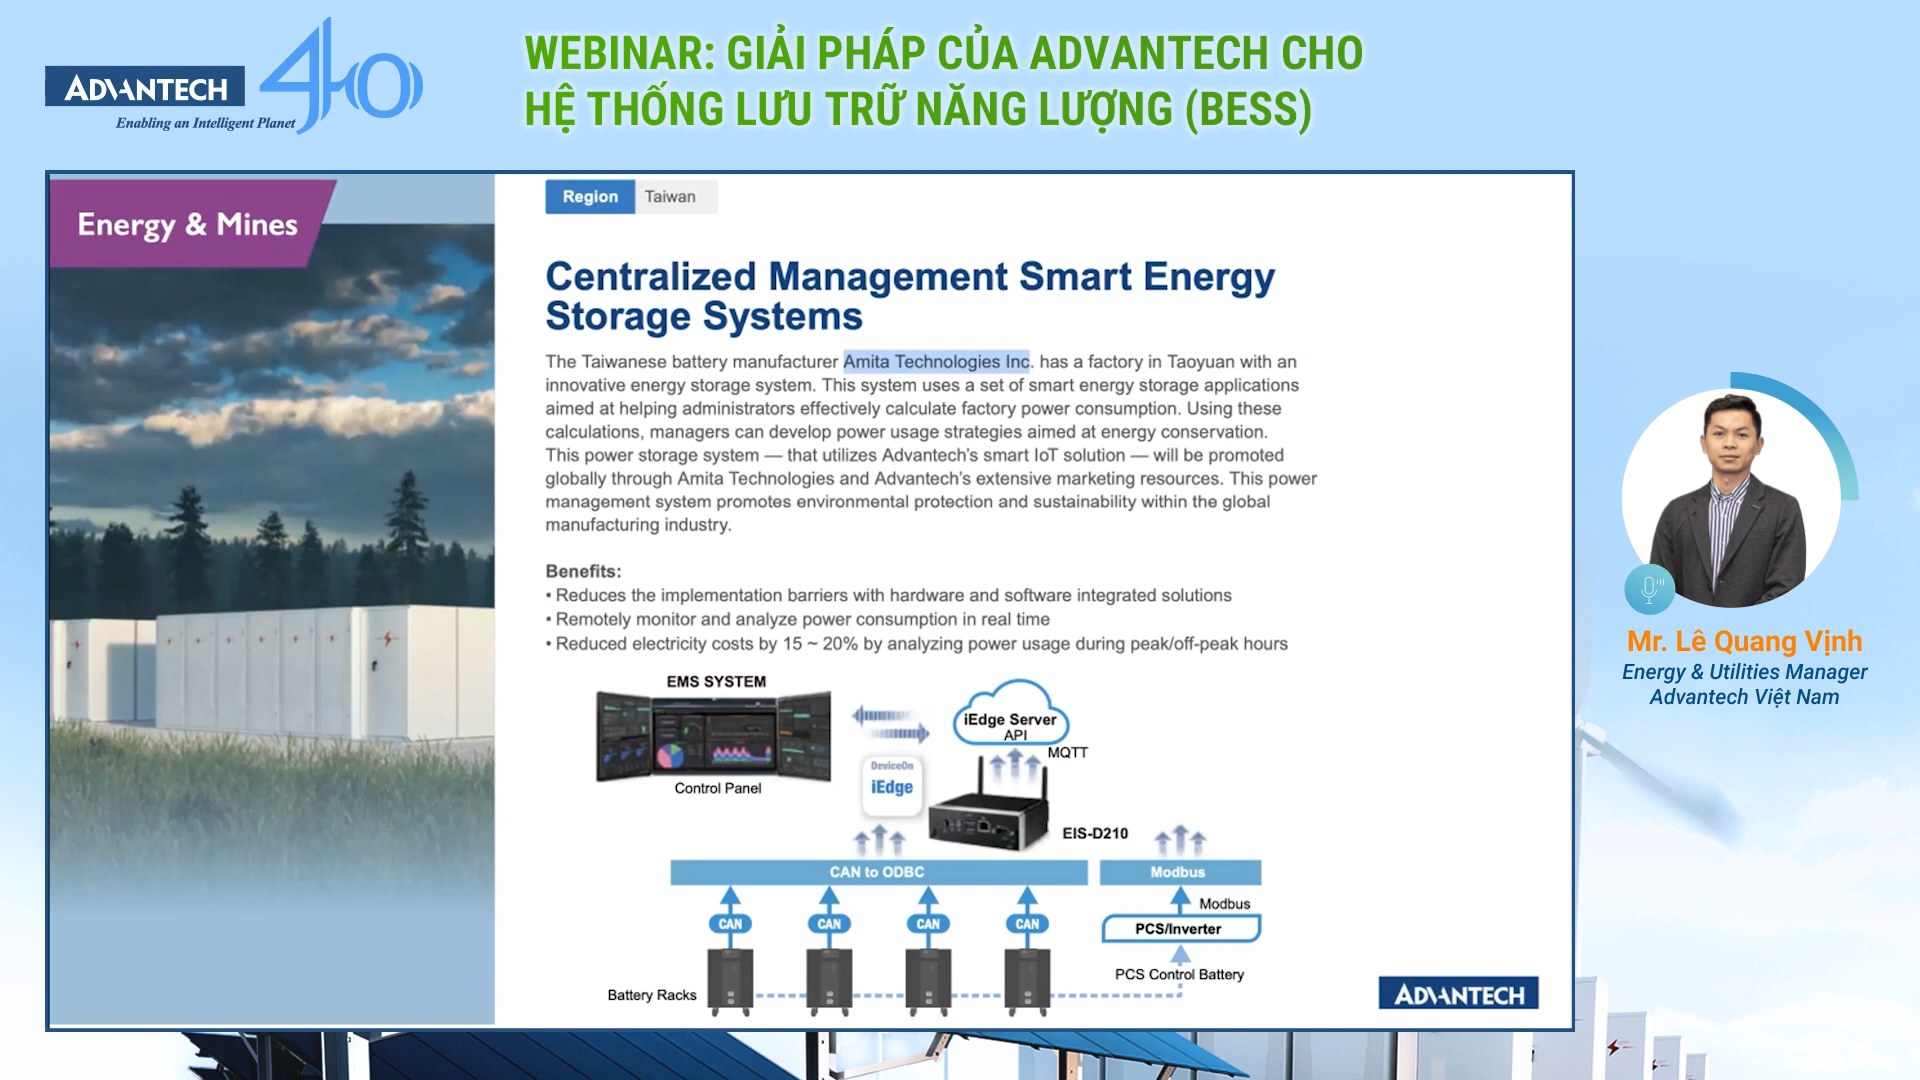 ADVANTECH
Enabling an Intelligent Planet
40
WEBINAR: GIẢI PHÁP CỦA ADVANTECH CHO
HỆ THỐNG LƯU TRỮ NĂNG LƯỢNG (BESS)
Energy & Mines
Region Taiwan
Centralized Management Smart Energy
Storage Systems
The Taiwanese battery manufacturer Amita Technologies Inc. has a factory in Taoyuan with an
innovative energy storage system. This system uses a set of smart energy storage applications
aimed at helping administrators effectively calculate factory power consumption. Using these
calculations, managers can develop power usage strategies aimed at energy conservation.
This power storage system — that utilizes Advantech's smart IoT solution — will be promoted
globally through Amita Technologies and Advantech's extensive marketing resources. This power
management system promotes environmental protection and sustainability within the global
manufacturing industry.
Benefits:
• Reduces the implementation barriers with hardware and software integrated solutions
• Remotely monitor and analyze power consumption in real time
• Reduced electricity costs by 15 ~ 20% by analyzing power usage during peak/off-peak hours
EMS SYSTEM
Control Panel
iEdge Server
API
MQTT
DeviceOn
iEdge
EIS-D210
CAN to ODBC
Modbus
CAN CAN CAN CAN
Modbus
PCS/Inverter
PCS Control Battery
Battery Racks
ADVANTECH
Mr. Lê Quang Vịnh
Energy & Utilities Manager
Advantech Việt Nam